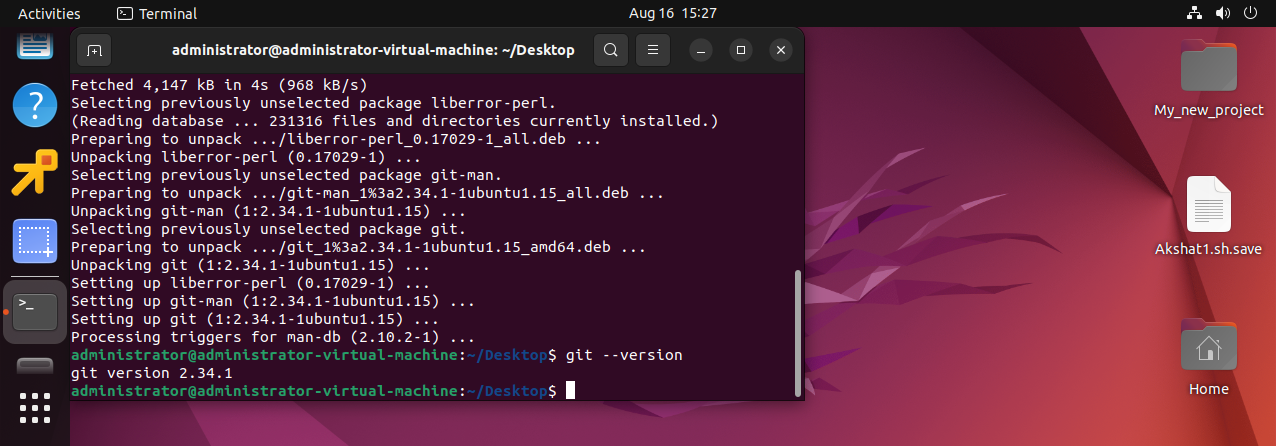 Activities
Terminal
Aug 16 15:27
administrator@administrator-virtual-machine: ~/Desktop
Fetched 4,147 kB in 4s (968 kB/s)
Selecting previously unselected package liberror-perl.
(Reading database ... 231316 files and directories currently installed.)
Preparing to unpack .../liberror-perl_0.17029-1_all.deb ...
Unpacking liberror-perl (0.17029-1) ...
Selecting previously unselected package git-man.
Preparing to unpack .../git-man_1%3a2.34.1-1ubuntu1.15_all.deb ...
Unpacking git-man (1:2.34.1-1ubuntu1.15) ...
Selecting previously unselected package git.
Preparing to unpack .../git_1%3a2.34.1-1ubuntu1.15_amd64.deb ...
Unpacking git (1:2.34.1-1ubuntu1.15) ...
Setting up liberror-perl (0.17029-1) ...
Setting up git-man (1:2.34.1-1ubuntu1.15) ...
Setting up git (1:2.34.1-1ubuntu1.15) ...
Processing triggers for man-db (2.10.2-1) ...
administrator@administrator-virtual-machine:~/Desktop$ git --version
git version 2.34.1
administrator@administrator-virtual-machine:~/Desktop$
My_new_project
Akshat1.sh.save
Home